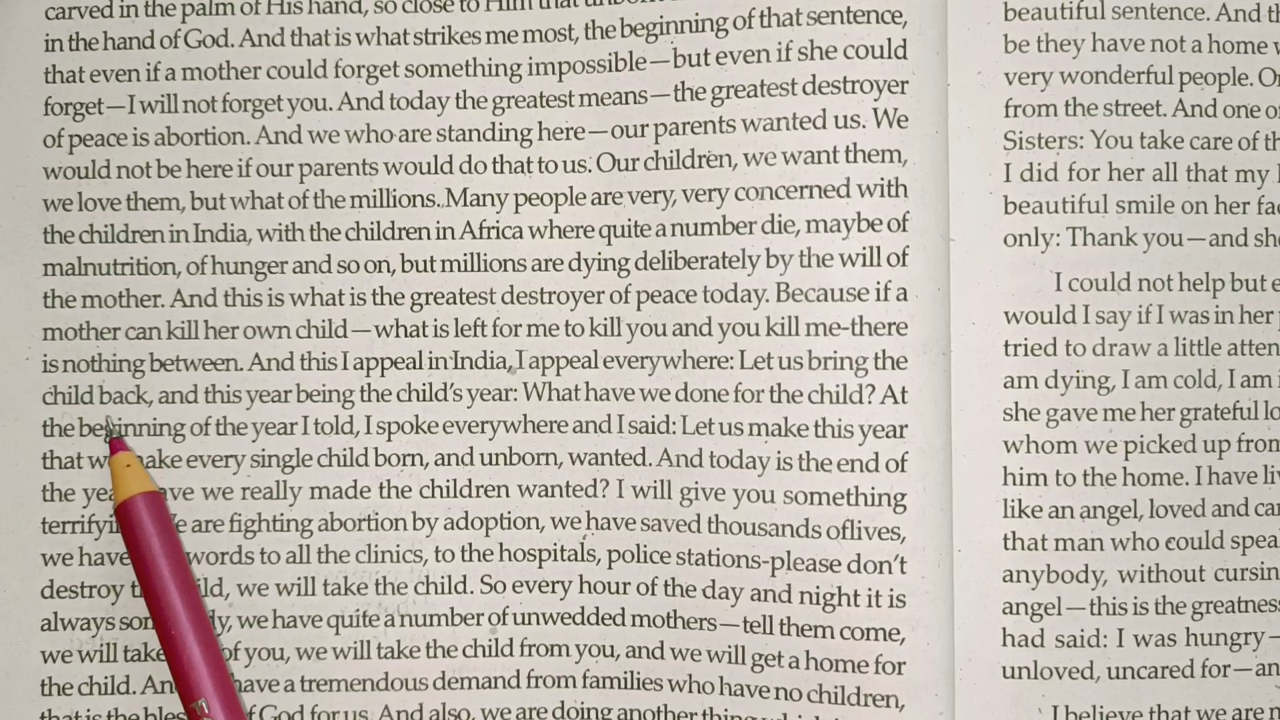 carved in the palm of His hand, so close to Him that
in the hand of God. And that is what strikes me most, the beginning of that sentence,
that even if a mother could forget something impossible—but even if she could
forget—I will not forget you. And today the greatest means—the greatest destroyer
of peace is abortion. And we who are standing here—our parents wanted us. We
would not be here if our parents would do that to us. Our children, we want them,
we love them, but what of the millions. Many people are very, very concerned with
the children in India, with the children in Africa where quite a number die, maybe of
malnutrition, of hunger and so on, but millions are dying deliberately by the will of
the mother. And this is what is the greatest destroyer of peace today. Because if a
mother can kill her own child—what is left for me to kill you and you kill me-there
is nothing between. And this I appeal in India, I appeal everywhere: Let us bring the
child back, and this year being the child's year: What have we done for the child? At
the beginning of the year I told, I spoke everywhere and I said: Let us make this year
that we make every single child born, and unborn, wanted. And today is the end of
the year have we really made the children wanted? I will give you something
are fighting abortion by adoption, we have saved thousands oflives,
we have words to all the clinics, to the hospitals, police stations-please don't
destroy we will take the child. So every hour of the day and night it is
always we have quite a number of unwedded mothers—tell them come,
we will take of you, we will take the child from you, and we will get a home for
the child. have a tremendous demand from families who have no children,
that is the of God for us. And also, we are doing another thing
beautiful sentence. And
be they have not a home
very wonderful people.
from the street. And one
Sisters: You take care of
I did for her all that my
beautiful smile on her
only: Thank you—and
I could not help but
would I say if I was in her
tried to draw a little
am dying, I am cold, I am
she gave me her grateful
whom we picked up from
him to the home. I have
like an angel, loved and
that man who could
anybody, without
angel—this is the
had said: I was hungry—
unloved, uncared for—
I believe that we are